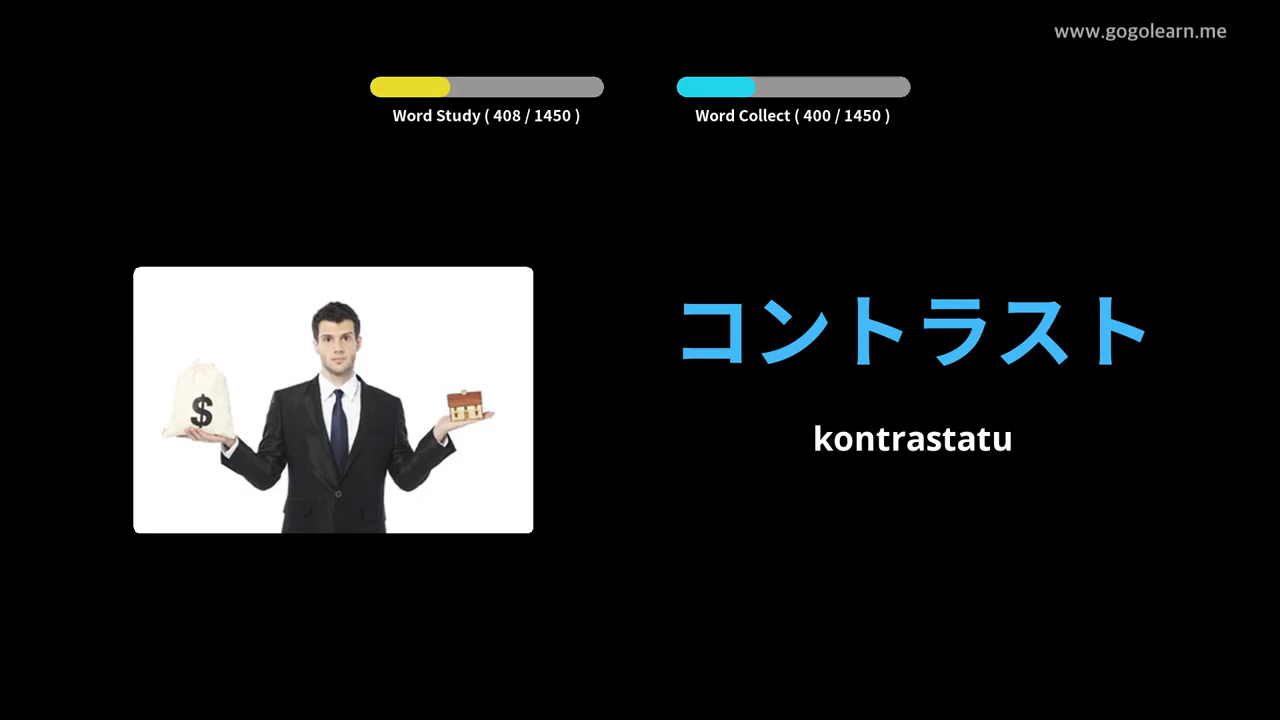 www.gogolearn.me
Word Study ( 408 / 1450 )
Word Collect ( 400 / 1450 )
コントラスト
kontrastatu
$